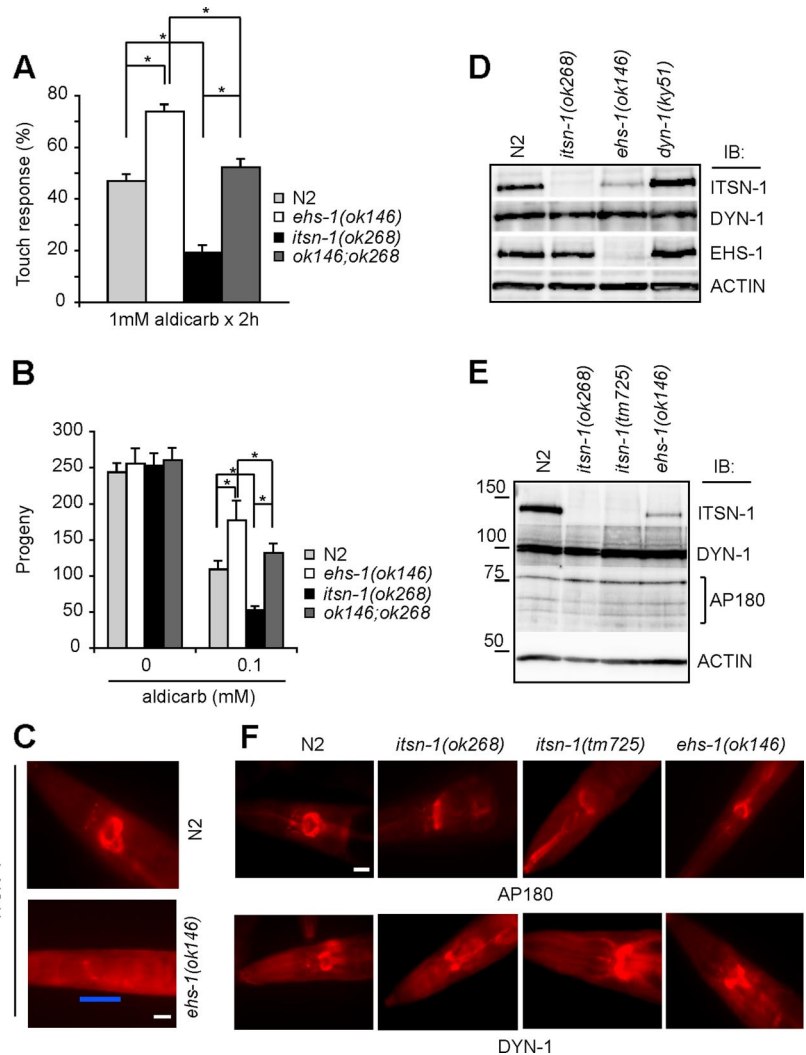 A
Touch response (%)
80
60
40
20
0
*
*
*
*
1mM aldicarb x 2h
N2
ehs-1(ok146)
itsn-1(ok268)
ok146;ok268
B
Progeny
300
250
200
150
100
50
0
*
*
*
*
0
0.1
aldicarb (mM)
N2
ehs-1(ok146)
itsn-1(ok268)
ok146;ok268
C
N2
ehs-1(ok146)
D
N2
itsn-1(ok268)
ehs-1(ok146)
dyn-1(ky51)
IB:
ITSN-1
DYN-1
EHS-1
ACTIN
E
N2
itsn-1(ok268)
itsn-1(tm725)
ehs-1(ok146)
IB:
150
100
75
50
ITSN-1
DYN-1
AP180
ACTIN
F
N2
itsn-1(ok268)
itsn-1(tm725)
ehs-1(ok146)
AP180
DYN-1